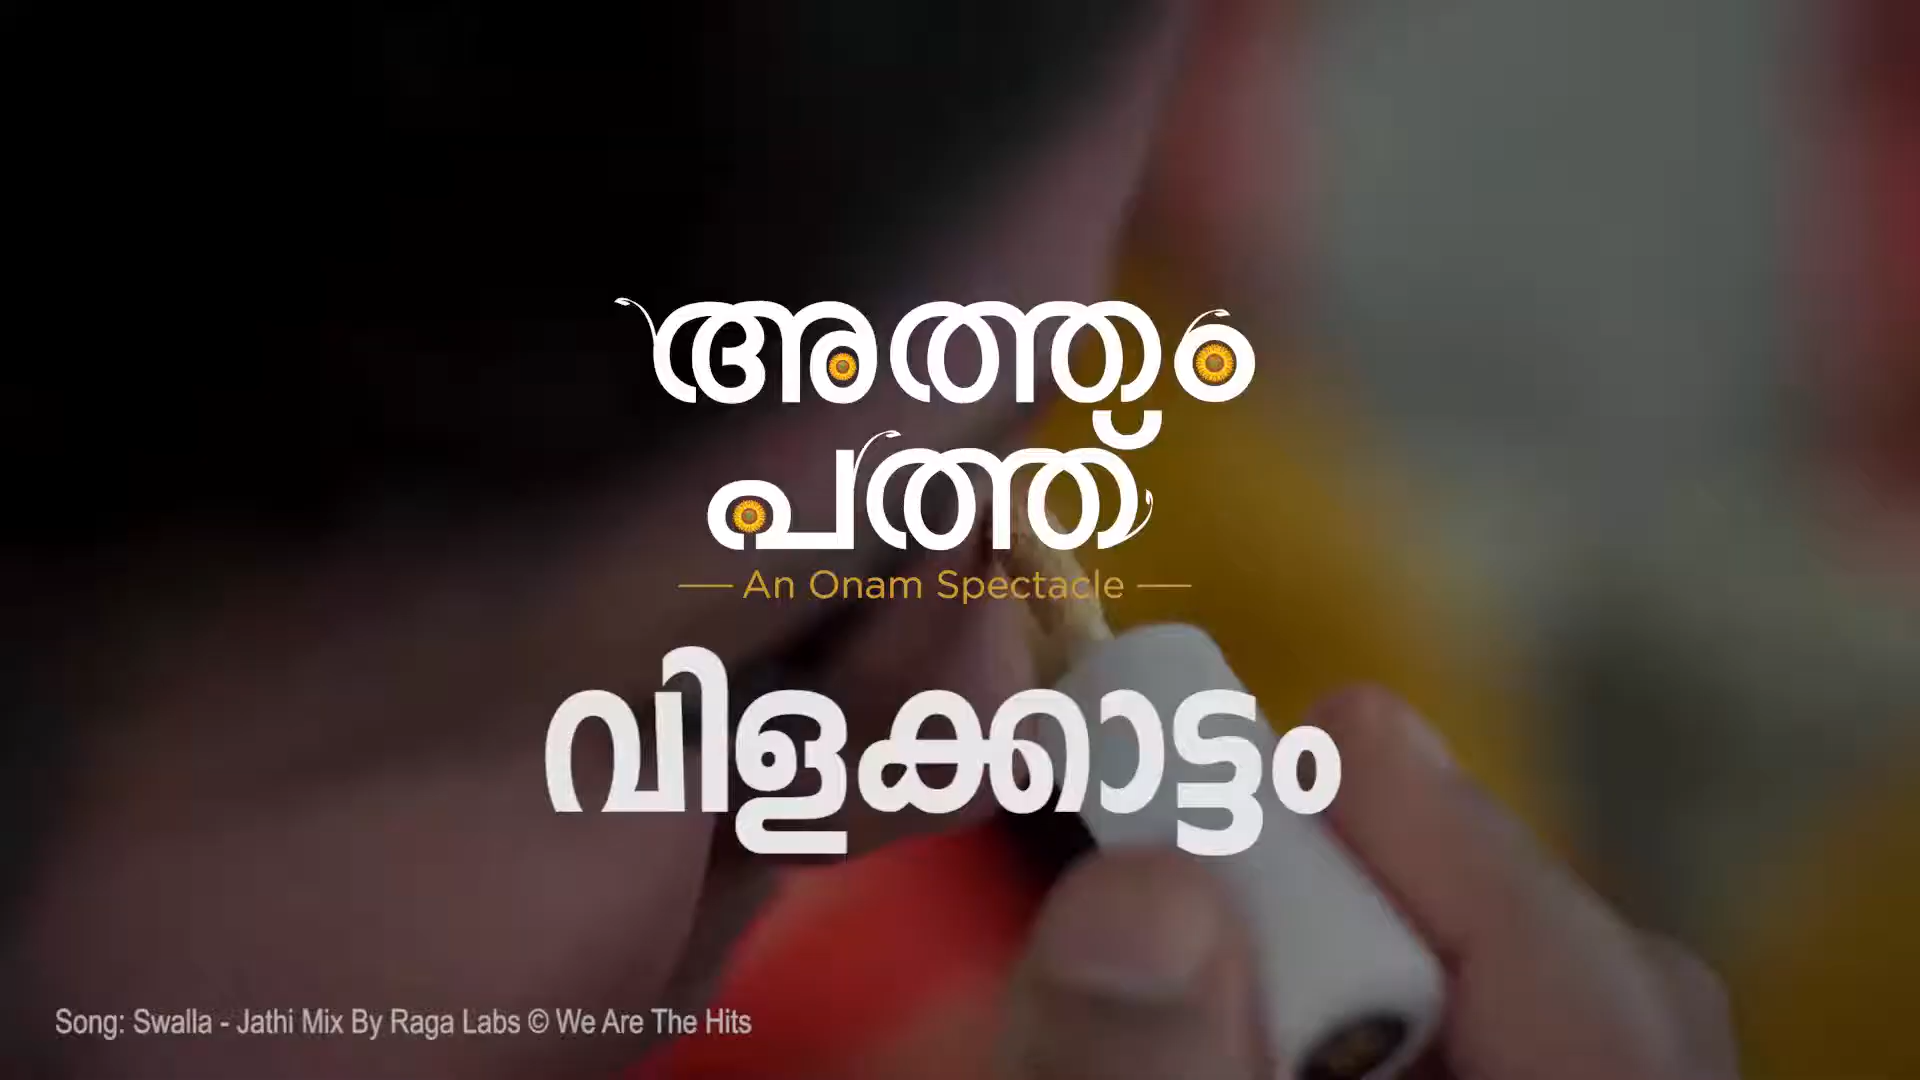 അത്തം
പത്ത്
An Onam Spectacle
വിളക്കാട്ടം
Song: Swalla - Jathi Mix By Raga Labs © We Are The Hits